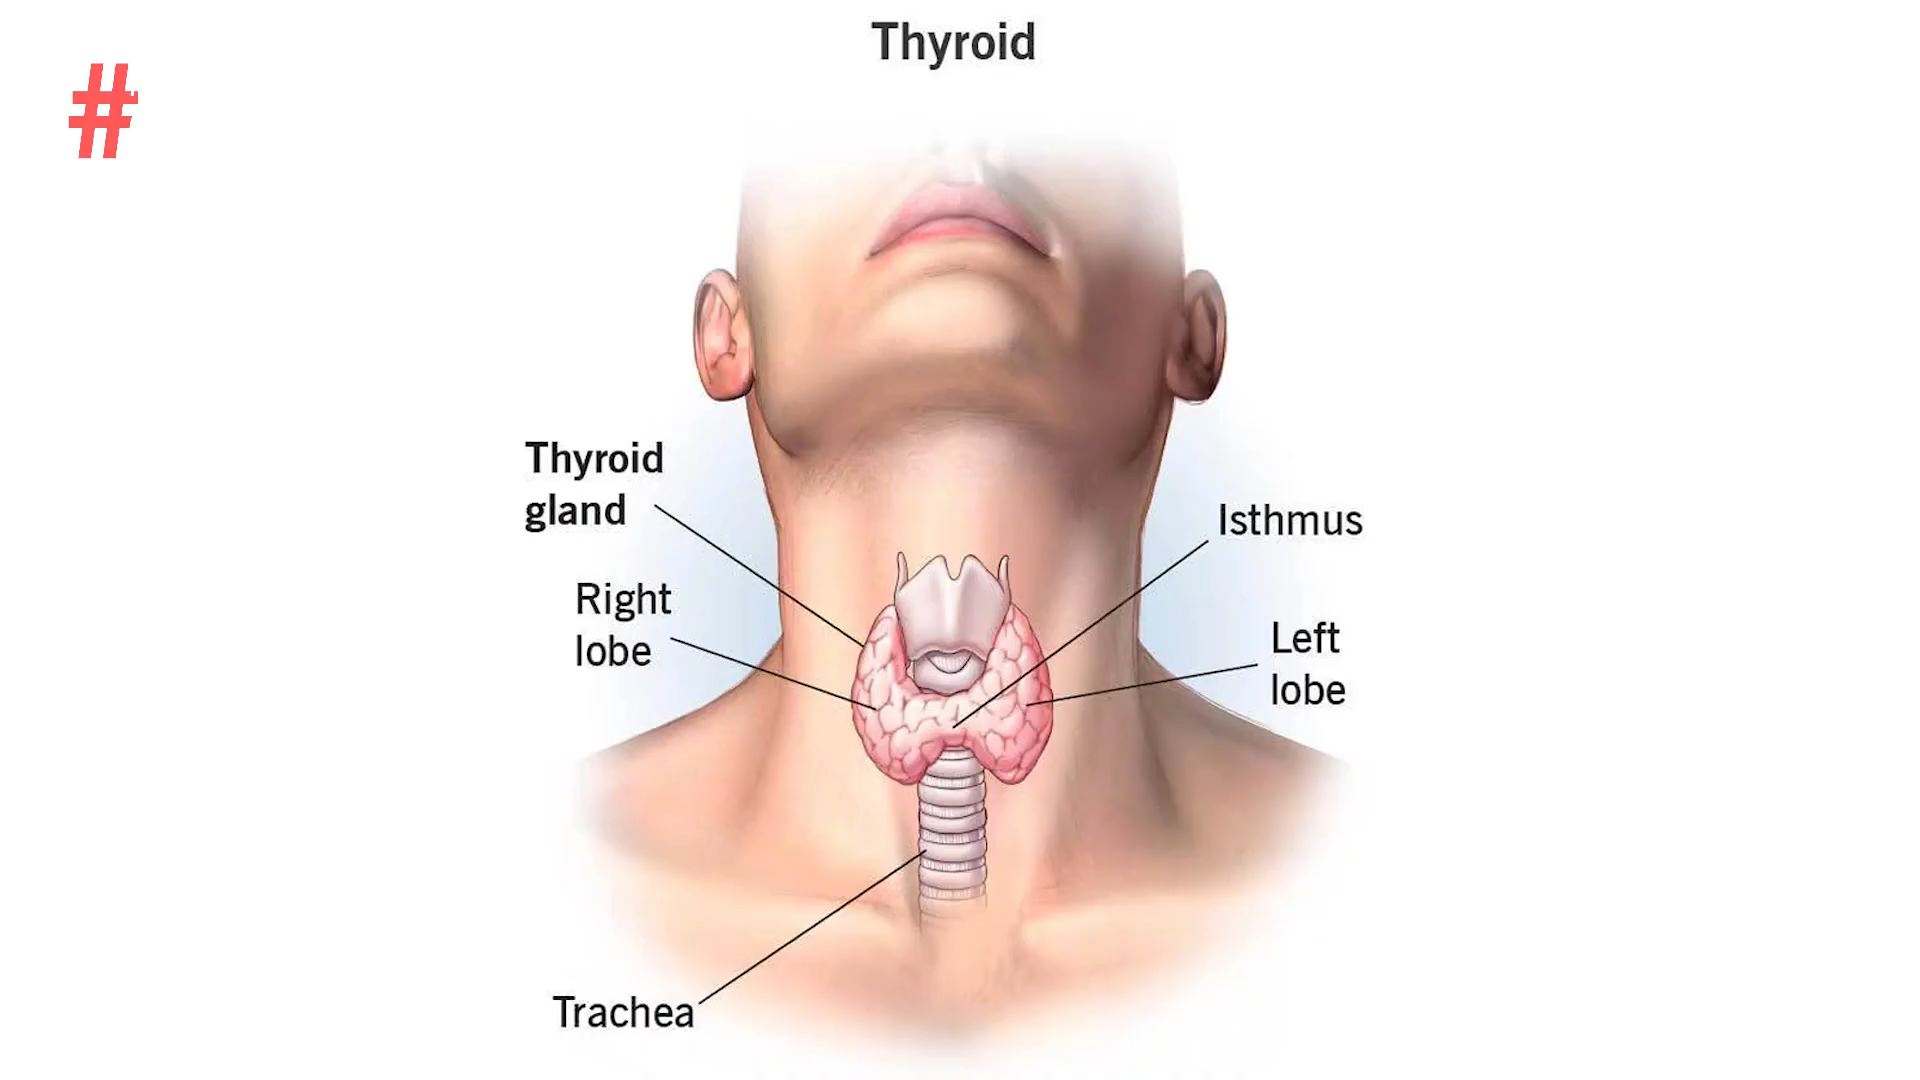 Thyroid
#
Thyroid
gland
Isthmus
Right
lobe
Left
lobe
Trachea